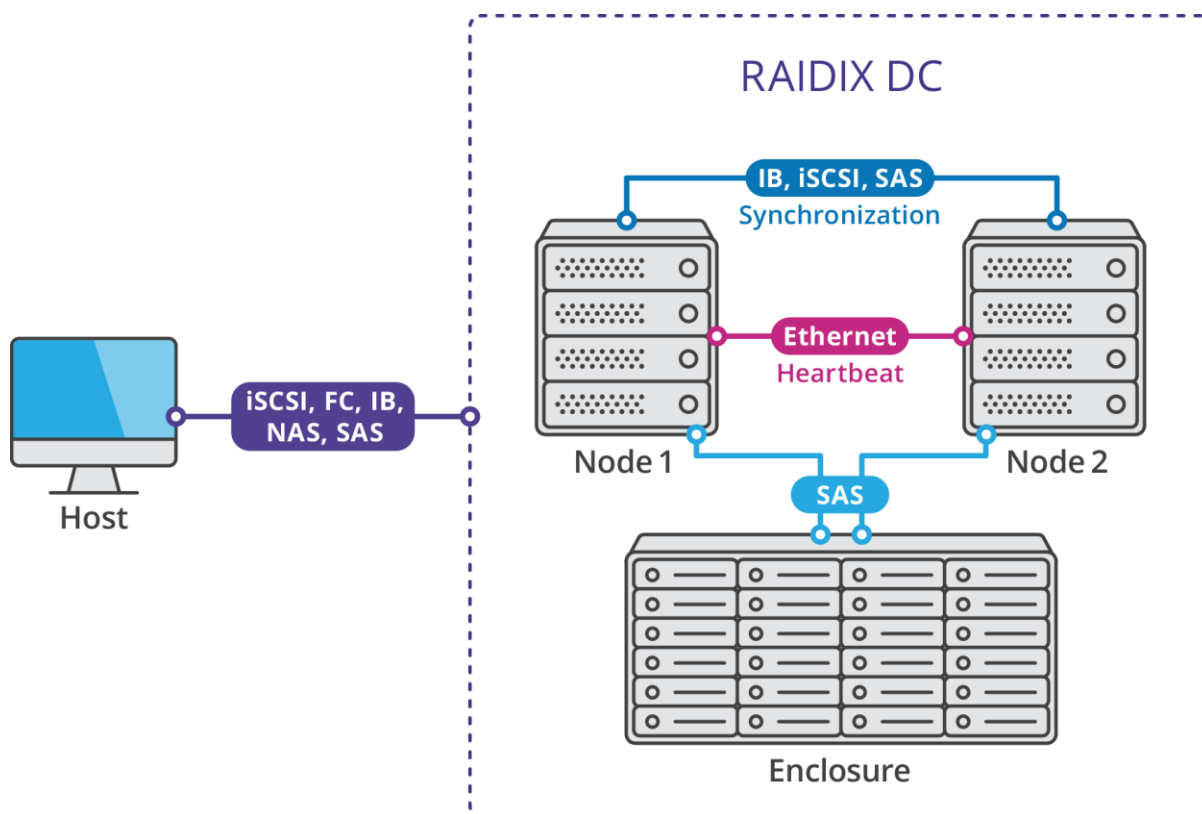 RAIDIX DC
IB, iSCSI, SAS
Synchronization
Ethernet
Heartbeat
iSCSI, FC, IB,
NAS, SAS
Host
Node 1
Node 2
SAS
Enclosure